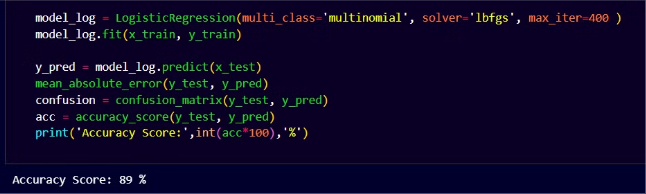 model_log = LogisticRegression(multi_class='multinomial', solver='lbfgs', max_iter=400 )
model_log.fit(x_train, y_train)
y_pred = model_log.predict(x_test)
mean_absolute_error(y_test, y_pred)
confusion = confusion_matrix(y_test, y_pred)
acc = accuracy_score(y_test, y_pred)
print('Accuracy Score:',int(acc*100),'%')
Accuracy Score: 89 %